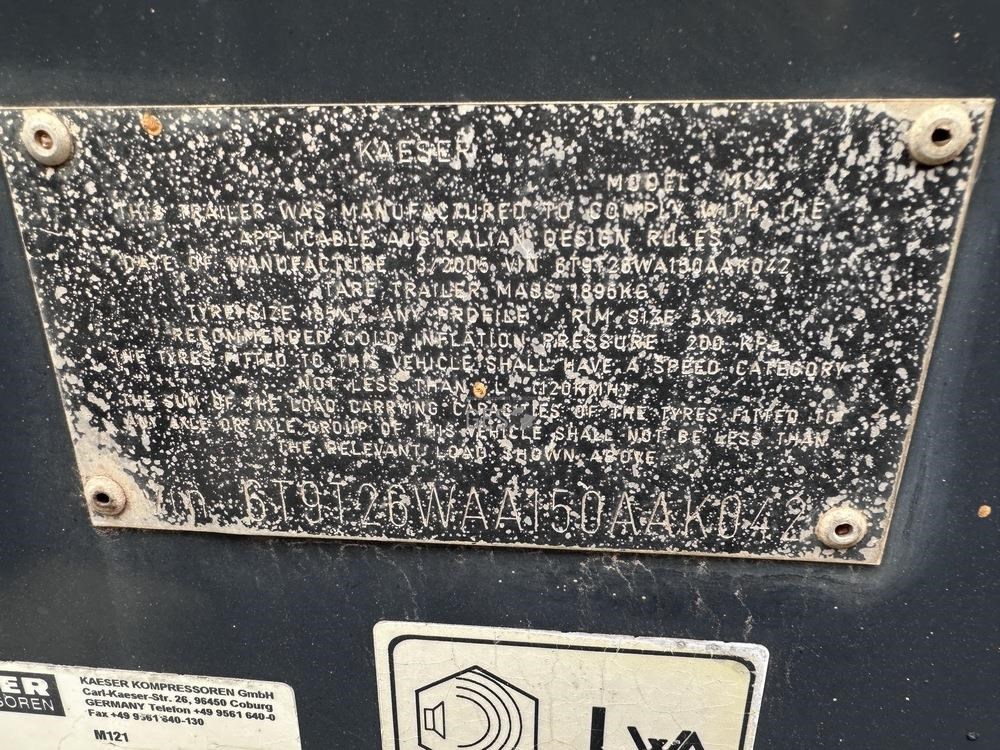 KAESER
MODEL M121
THIS TRAILER WAS MANUFACTURED TO COMPLY WITH THE
APPLICABLE AUSTRALIAN DESIGN RULES
DATE OF MANUFACTURE 3/2005 VIN 6T9T26WA150AAK042
TARE TRAILER MASS 1895KG
TYRE SIZE ANY PROFILE RIM SIZE
RECOMMENDED COLD INFLATION PRESSURE 200 KPa
THE TYRES FITTED TO THIS VEHICLE SHALL HAVE A SPEED CATEGORY
NOT LESS THAN L (120KM/H)
THE SUM OF THE LOAD CARRYING CAPACITIES OF THE TYRES FITTED TO
ANY AXLE OR AXLE GROUP OF THIS VEHICLE SHALL NOT BE LESS THAN
THE RELEVANT LOAD SHOWN ABOVE
6T9T26WAA150AAK042
KAESER KOMPRESSOREN GmbH
Carl-Kaeser-Str. 26, 96450 Coburg
GERMANY Telefon +49 9561 640-0
Fax +49 9561 640-130
M121
LWA